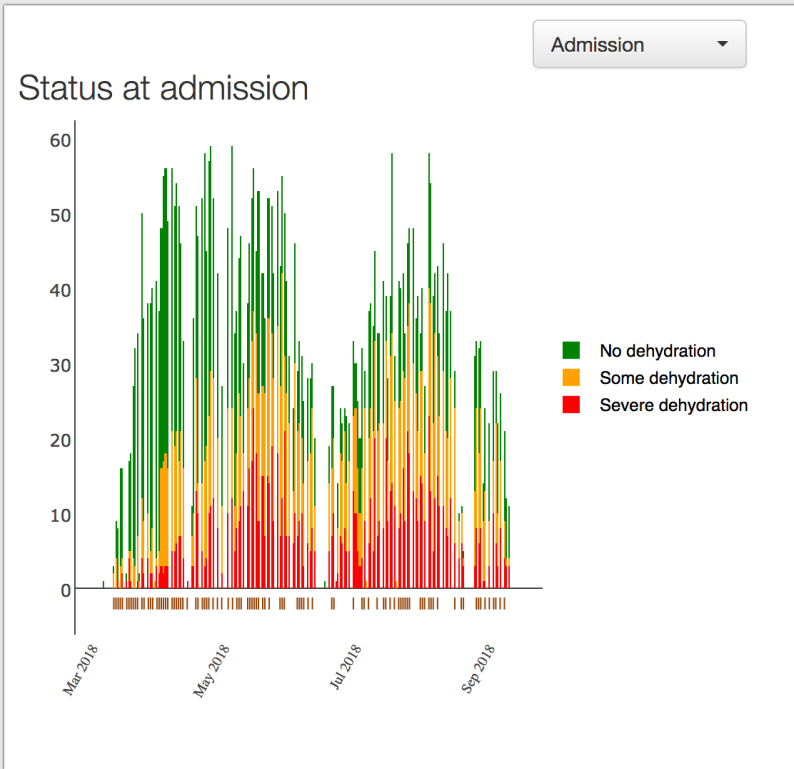 Admission
Status at admission
60
50
40
30
20
10
0
No dehydration
Some dehydration
Severe dehydration
Mar 2018
May 2018
Jul 2018
Sep 2018